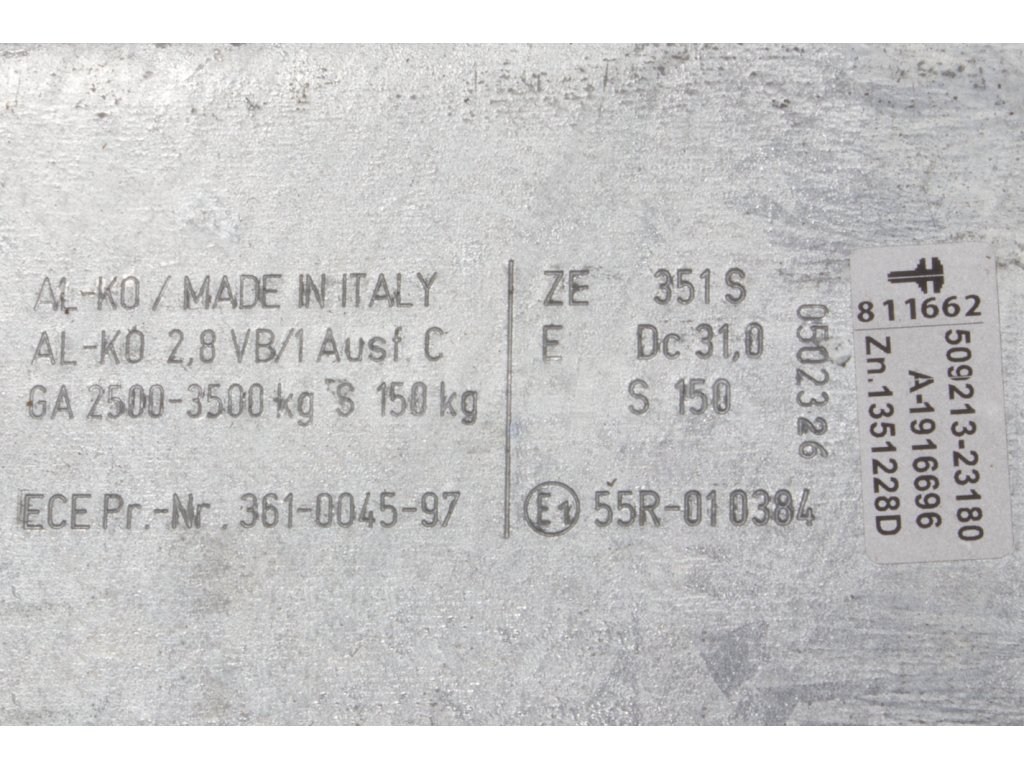 AL-KO / MADE IN ITALY
AL-KO 2,8 VB/1 Ausf. C
GA 2500-3500 kg S 150 kg
ECE Pr.-Nr. 361-0045-97
ZE 351 S
E Dc 31,0
S 150
E1 55R-010384
0502326
811662
509213-23180
A-1916696
Zn.1351228D